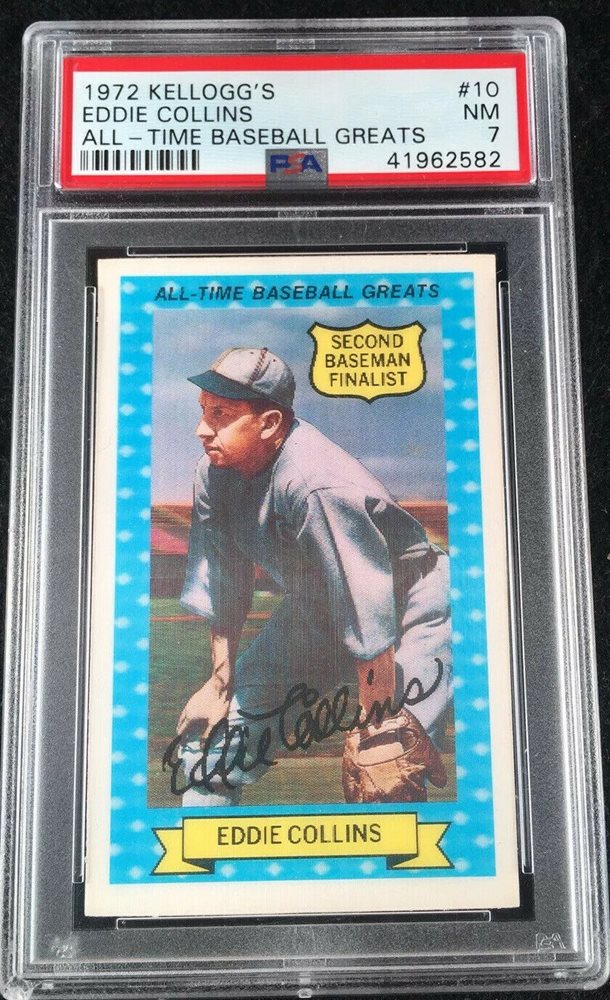 1972 KELLOGG'S #10
EDDIE COLLINS NM
ALL-TIME BASEBALL GREATS 7
PSA 41962582
ALL-TIME BASEBALL GREATS
SECOND
BASEMAN
FINALIST
Eddie Collins
EDDIE COLLINS